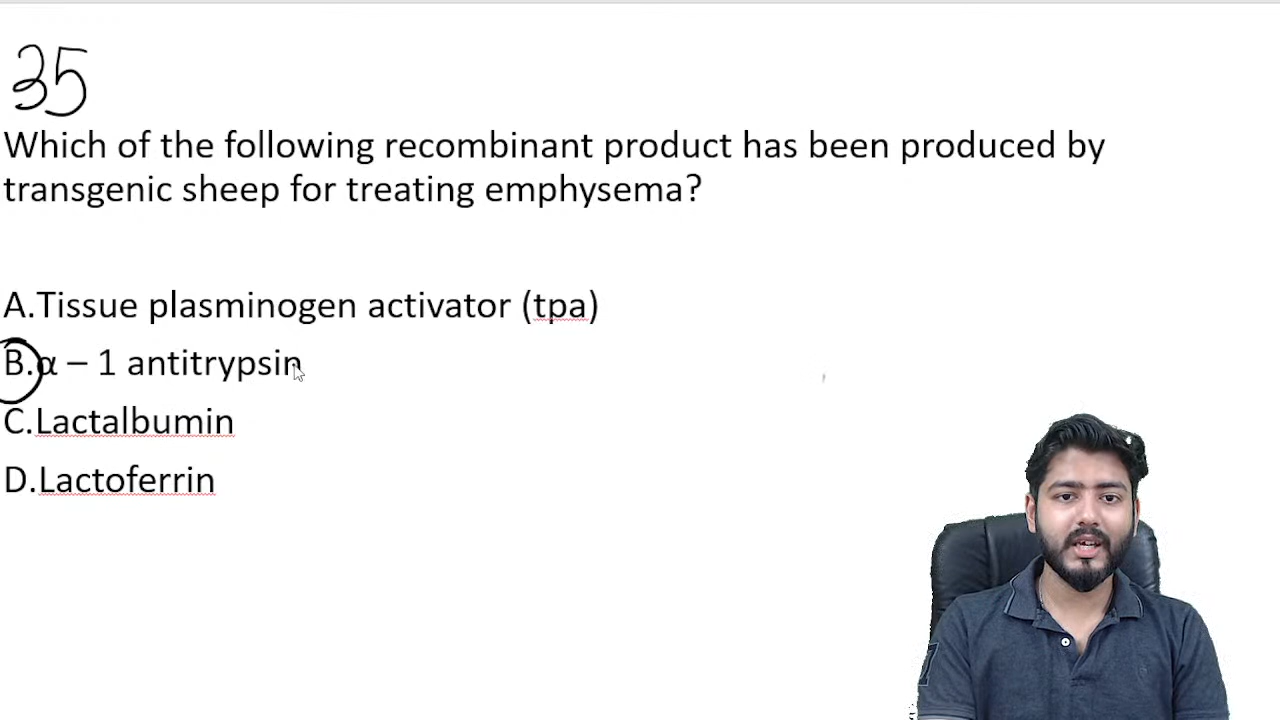 35
Which of the following recombinant product has been produced by
transgenic sheep for treating emphysema?
A.Tissue plasminogen activator (tpa)
B.α – 1 antitrypsin
C.Lactalbumin
D.Lactoferrin